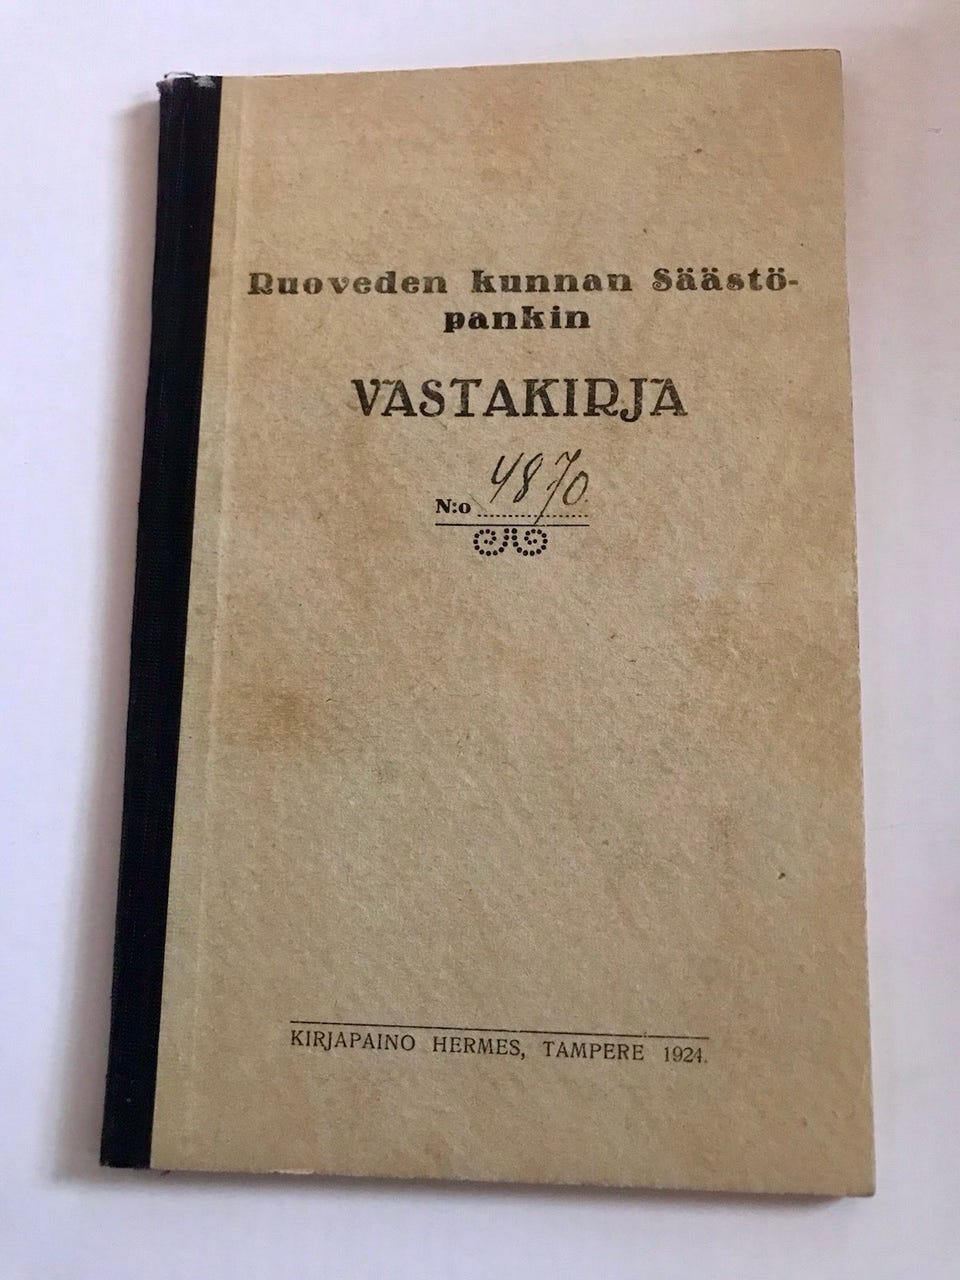 Ruoveden kunnan Säästö-
pankin
VASTAKIRJA
N:o 4870
KIRJAPAINO HERMES, TAMPERE 1924.